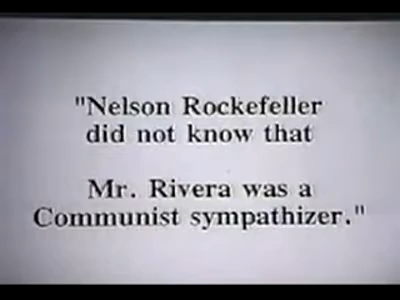 "Nelson Rockefeller
did not know that
Mr. Rivera was a
Communist sympathizer."